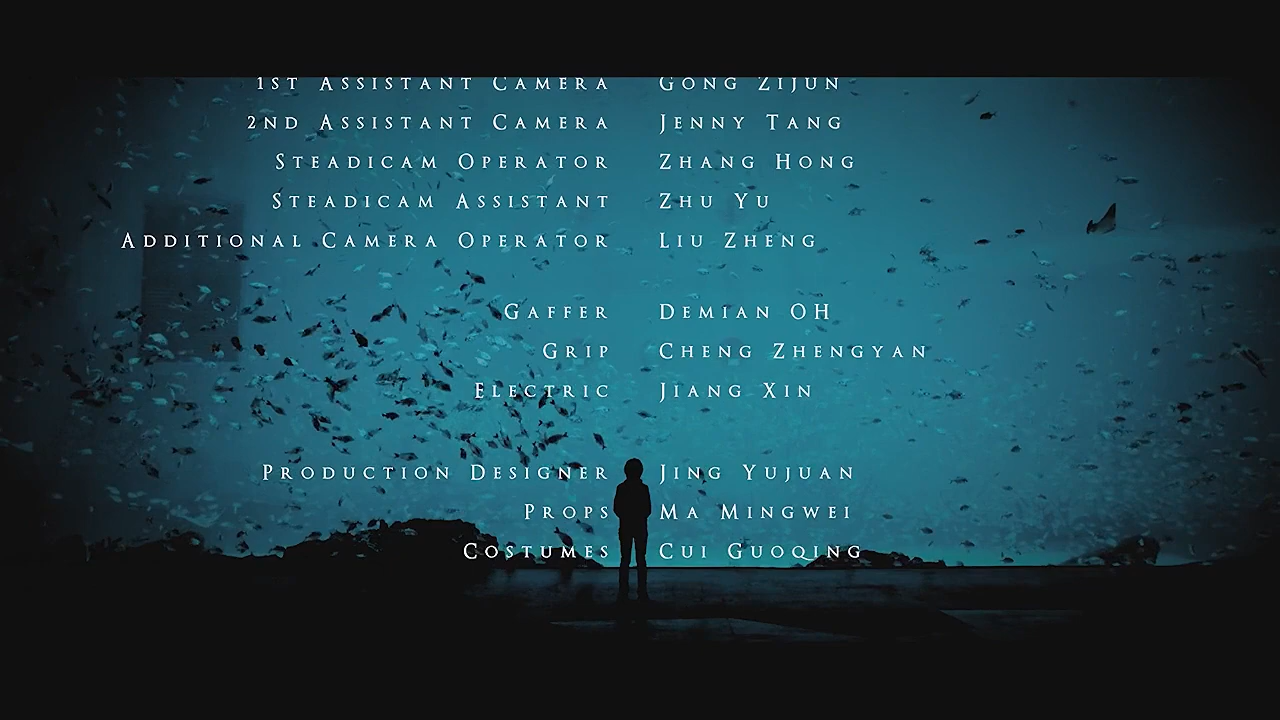 1st Assistant Camera Gong Zijun
2nd Assistant Camera Jenny Tang
Steadicam Operator Zhang Hong
Steadicam Assistant Zhu Yu
Additional Camera Operator Liu Zheng
Gaffer Demian OH
Grip Cheng Zhengyan
Electric Jiang Xin
Production Designer Jing Yujuan
Props Ma Mingwei
Costumes Cui Guoqing